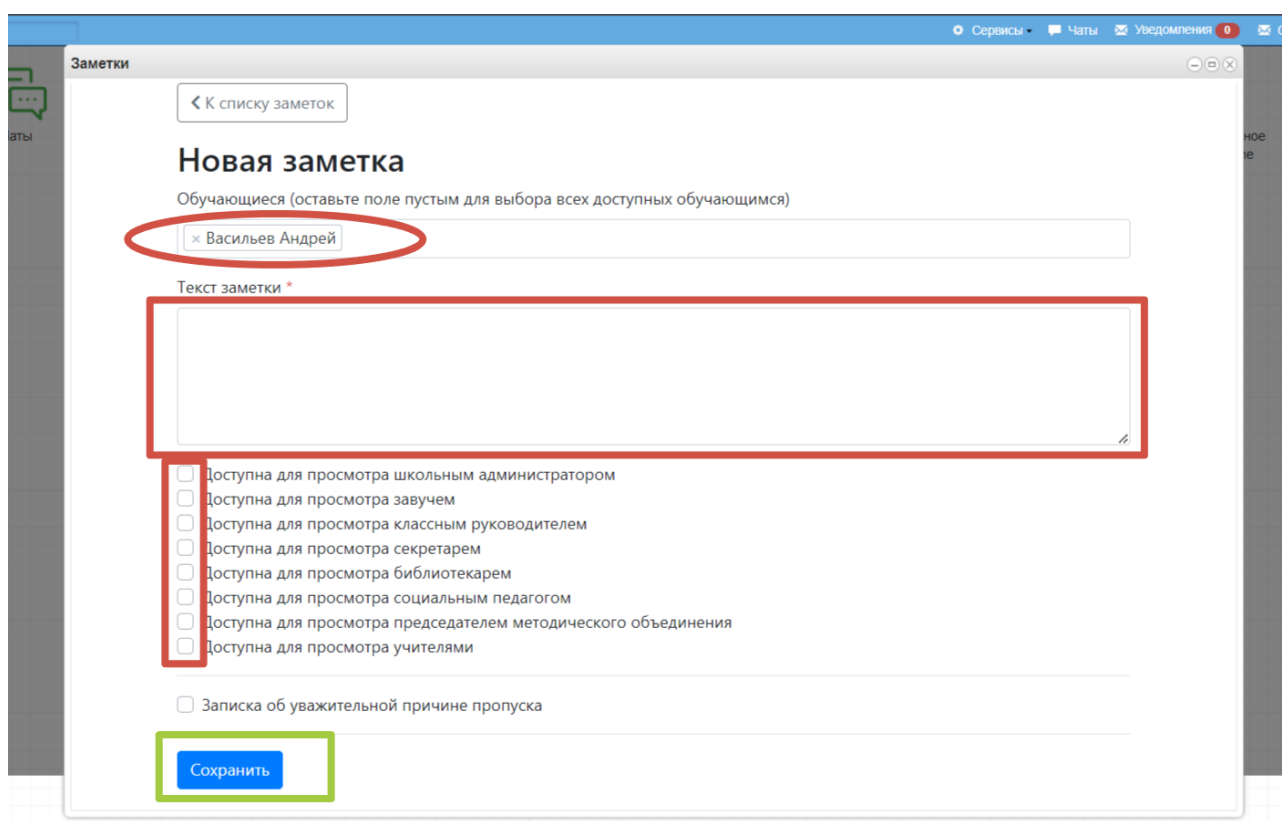 Сервисы Чаты Уведомления 0
Заметки
К списку заметок
Новая заметка
Обучающиеся (оставьте поле пустым для выбора всех доступных обучающимся)
× Васильев Андрей
Текст заметки *
Доступна для просмотра школьным администратором
Доступна для просмотра завучем
Доступна для просмотра классным руководителем
Доступна для просмотра секретарем
Доступна для просмотра библиотекарем
Доступна для просмотра социальным педагогом
Доступна для просмотра председателем методического объединения
Доступна для просмотра учителями
Записка об уважительной причине пропуска
Сохранить